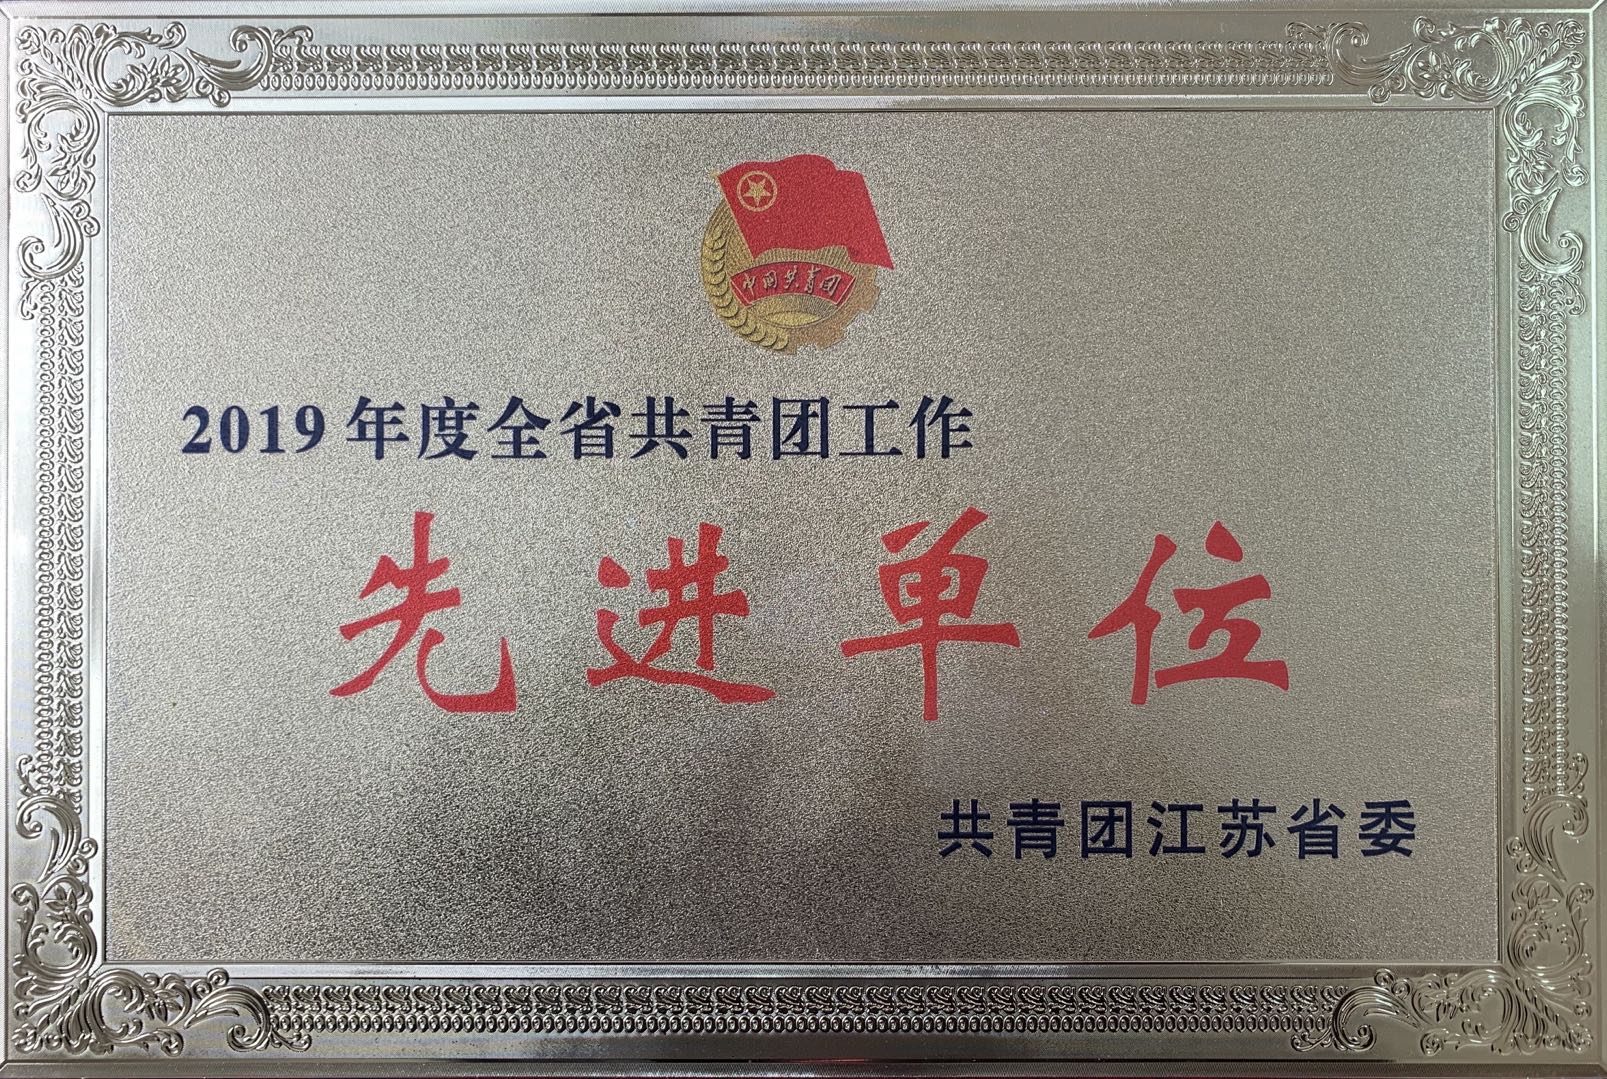 中国共青团
2019年度全省共青团工作
先进单位
共青团江苏省委